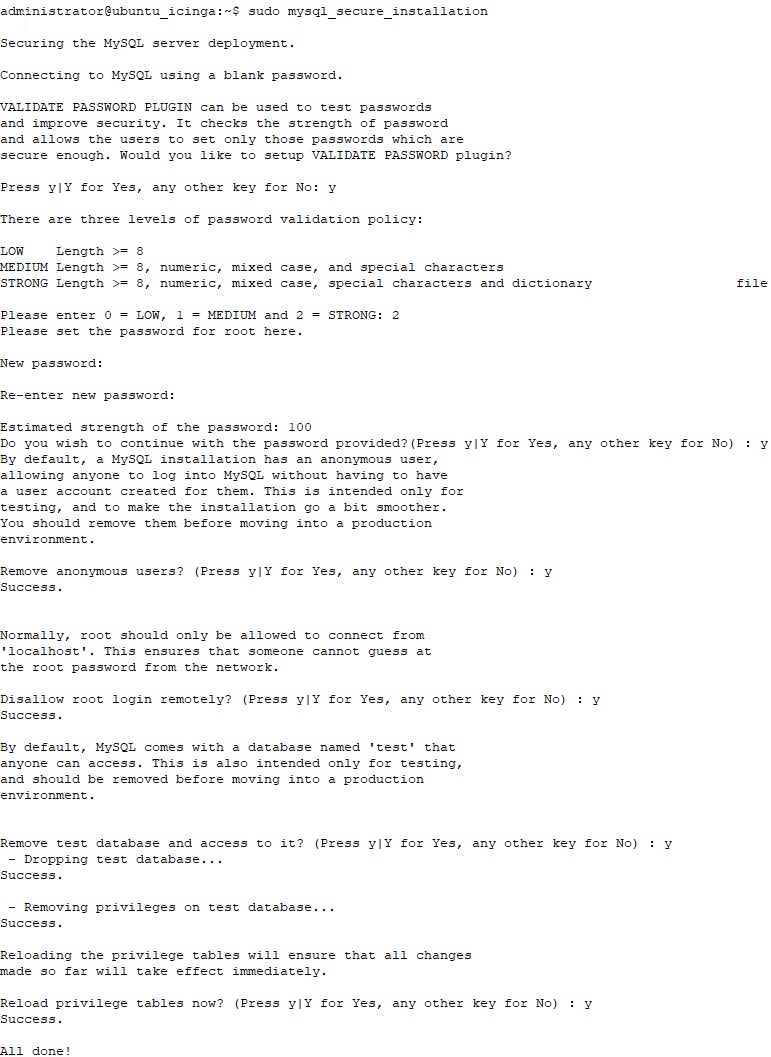 administrator@ubuntu_icinga:~$ sudo mysql_secure_installation
Securing the MySQL server deployment.
Connecting to MySQL using a blank password.
VALIDATE PASSWORD PLUGIN can be used to test passwords
and improve security. It checks the strength of password
and allows the users to set only those passwords which are
secure enough. Would you like to setup VALIDATE PASSWORD plugin?
Press y|Y for Yes, any other key for No: y
There are three levels of password validation policy:
LOW    Length >= 8
MEDIUM Length >= 8, numeric, mixed case, and special characters
STRONG Length >= 8, numeric, mixed case, special characters and dictionary                  file
Please enter 0 = LOW, 1 = MEDIUM and 2 = STRONG: 2
Please set the password for root here.
New password:
Re-enter new password:
Estimated strength of the password: 100
Do you wish to continue with the password provided?(Press y|Y for Yes, any other key for No) : y
By default, a MySQL installation has an anonymous user,
allowing anyone to log into MySQL without having to have
a user account created for them. This is intended only for
testing, and to make the installation go a bit smoother.
You should remove them before moving into a production
environment.
Remove anonymous users? (Press y|Y for Yes, any other key for No) : y
Success.
Normally, root should only be allowed to connect from
'localhost'. This ensures that someone cannot guess at
the root password from the network.
Disallow root login remotely? (Press y|Y for Yes, any other key for No) : y
Success.
By default, MySQL comes with a database named 'test' that
anyone can access. This is also intended only for testing,
and should be removed before moving into a production
environment.
Remove test database and access to it? (Press y|Y for Yes, any other key for No) : y
 - Dropping test database...
Success.
 - Removing privileges on test database...
Success.
Reloading the privilege tables will ensure that all changes
made so far will take effect immediately.
Reload privilege tables now? (Press y|Y for Yes, any other key for No) : y
Success.
All done!